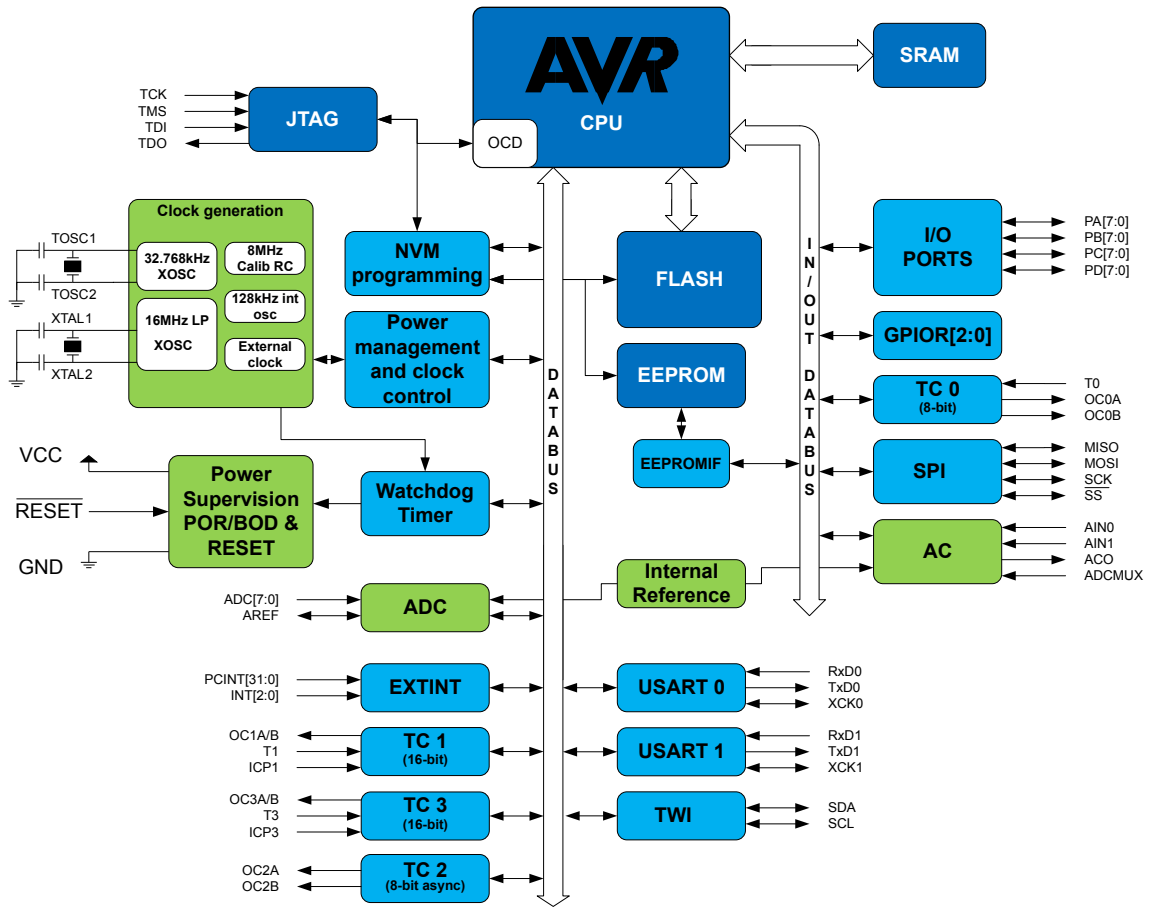 AVR
CPU
OCD
SRAM
TCK
TMS
TDI
TDO
JTAG
Clock generation
TOSC1
TOSC2
XTAL1
XTAL2
32.768kHz
XOSC
16MHz LP
XOSC
8MHz
Calib RC
128kHz int
osc
External
clock
NVM
programming
Power
management
and clock
control
FLASH
EEPROM
EEPROMIF
DATABUS
IN/OUT DATABUS
I/O
PORTS
PA[7:0]
PB[7:0]
PC[7:0]
PD[7:0]
GPIOR[2:0]
TC 0
(8-bit)
T0
OC0A
OC0B
SPI
MISO
MOSI
SCK
SS
AC
AIN0
AIN1
ACO
ADCMUX
VCC
RESET
GND
Power
Supervision
POR/BOD &
RESET
Watchdog
Timer
Internal
Reference
ADC[7:0]
AREF
ADC
PCINT[31:0]
INT[2:0]
EXTINT
OC1A/B
T1
ICP1
TC 1
(16-bit)
OC3A/B
T3
ICP3
TC 3
(16-bit)
OC2A
OC2B
TC 2
(8-bit async)
USART 0
RxD0
TxD0
XCK0
USART 1
RxD1
TxD1
XCK1
TWI
SDA
SCL